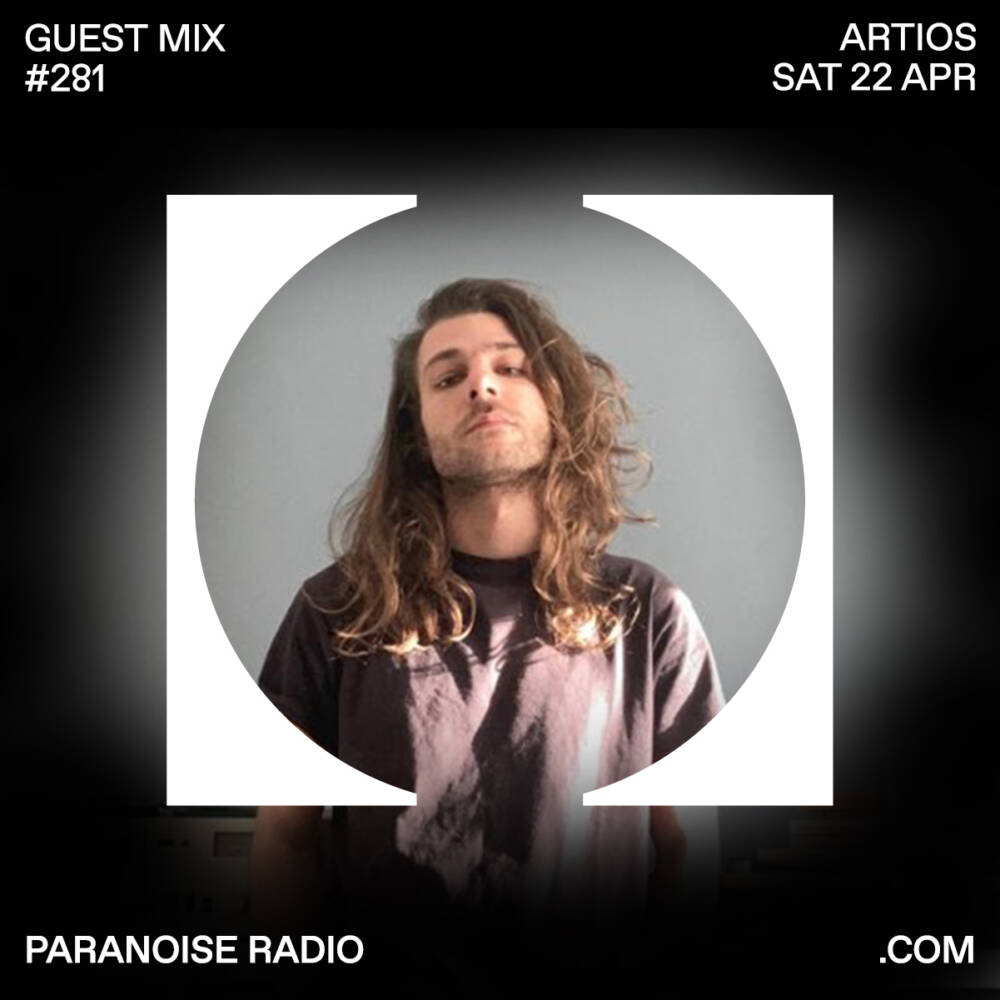 GUEST MIX
#281
ARTIOS
SAT 22 APR
PARANOISE RADIO
.COM